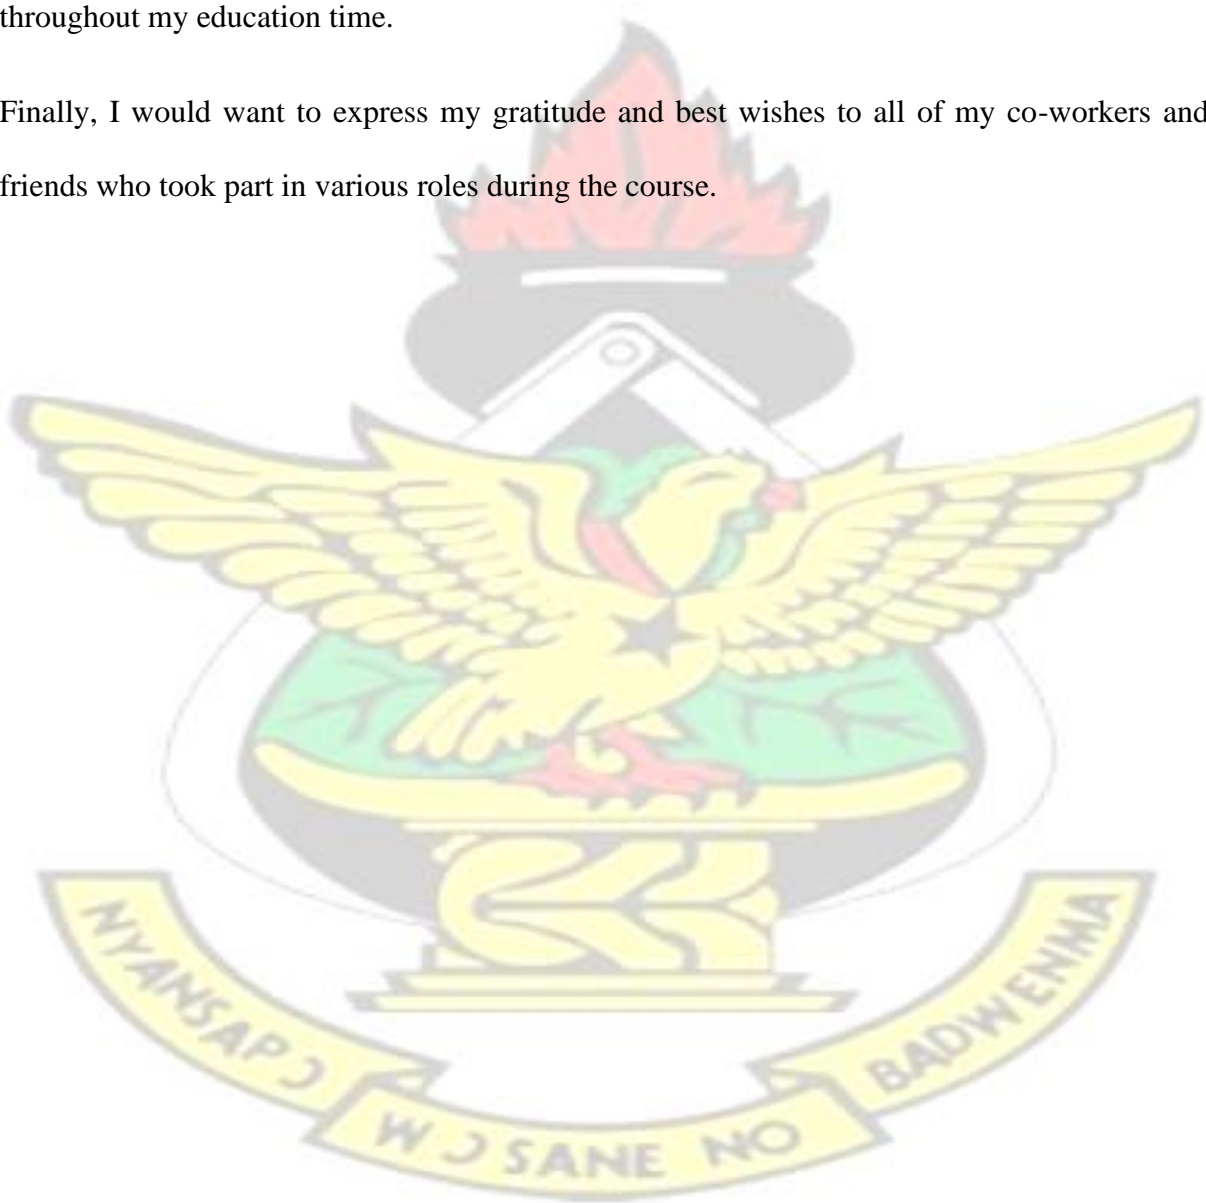 throughout my education time.
Finally, I would want to express my gratitude and best wishes to all of my co-workers and
friends who took part in various roles during the course.
NYANSAPƆ
WƆSANE NO
BADWENMA